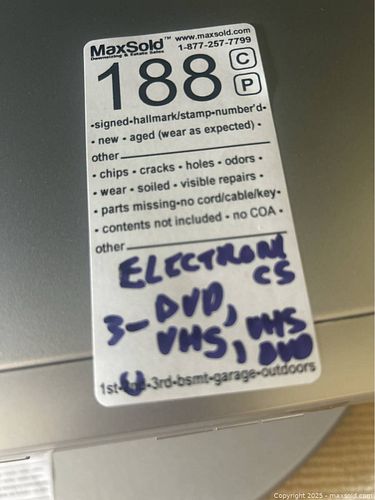 MaxSold™ www.maxsold.com
Downsizing & Estate Sales 1-877-257-7799
188 C
P
•signed•hallmark/stamp•number'd•
• new • aged (wear as expected) •
other
• chips • cracks • holes • odors •
• wear • soiled • visible repairs •
• parts missing•no cord/cable/key•
• contents not included • no COA •
other
ELECTRONI
CS
3- DVD,
VHS, VHS
, DVD
1st-2nd-3rd-bsmt-garage-outdoors
Copyright 2025 - maxsold.com